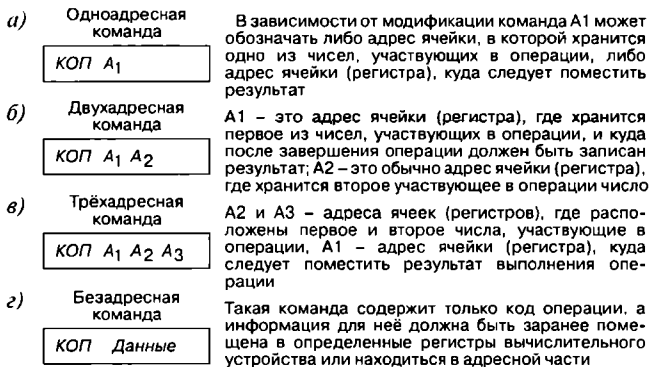 а) Одноадресная
команда
КОП А1
В зависимости от модификации команда А1 может
обозначать либо адрес ячейки, в которой хранится
одно из чисел, участвующих в операции, либо
адрес ячейки (регистра), куда следует поместить
результат
б) Двухадресная
команда
КОП А1 А2
А1 – это адрес ячейки (регистра), где хранится
первое из чисел, участвующих в операции, и куда
после завершения операции должен быть записан
результат; А2 – это обычно адрес ячейки (регистра),
где хранится второе участвующее в операции число
в) Трёхадресная
команда
КОП А1 А2 А3
А2 и А3 – адреса ячеек (регистров), где распо-
ложены первое и второе числа, участвующие в
операции, А1 – адрес ячейки (регистра), куда
следует поместить результат выполнения опе-
рации
г) Безадресная
команда
КОП Данные
Такая команда содержит только код операции, а
информация для неё должна быть заранее поме-
щена в определенные регистры вычислительного
устройства или находиться в адресной части